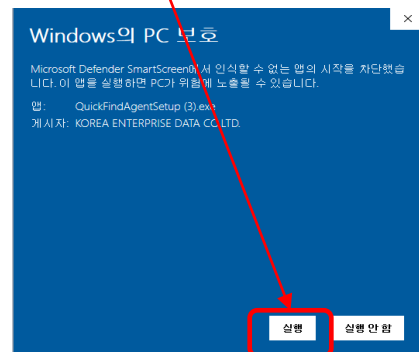 Windows의 PC 보호
Microsoft Defender SmartScreen에서 인식할 수 없는 앱의 시작을 차단했습
니다. 이 앱을 실행하면 PC가 위험에 노출될 수 있습니다.
앱: QuickFindAgentSetup (3).exe
게시자: KOREA ENTERPRISE DATA CO.LTD.
실행 실행 안 함